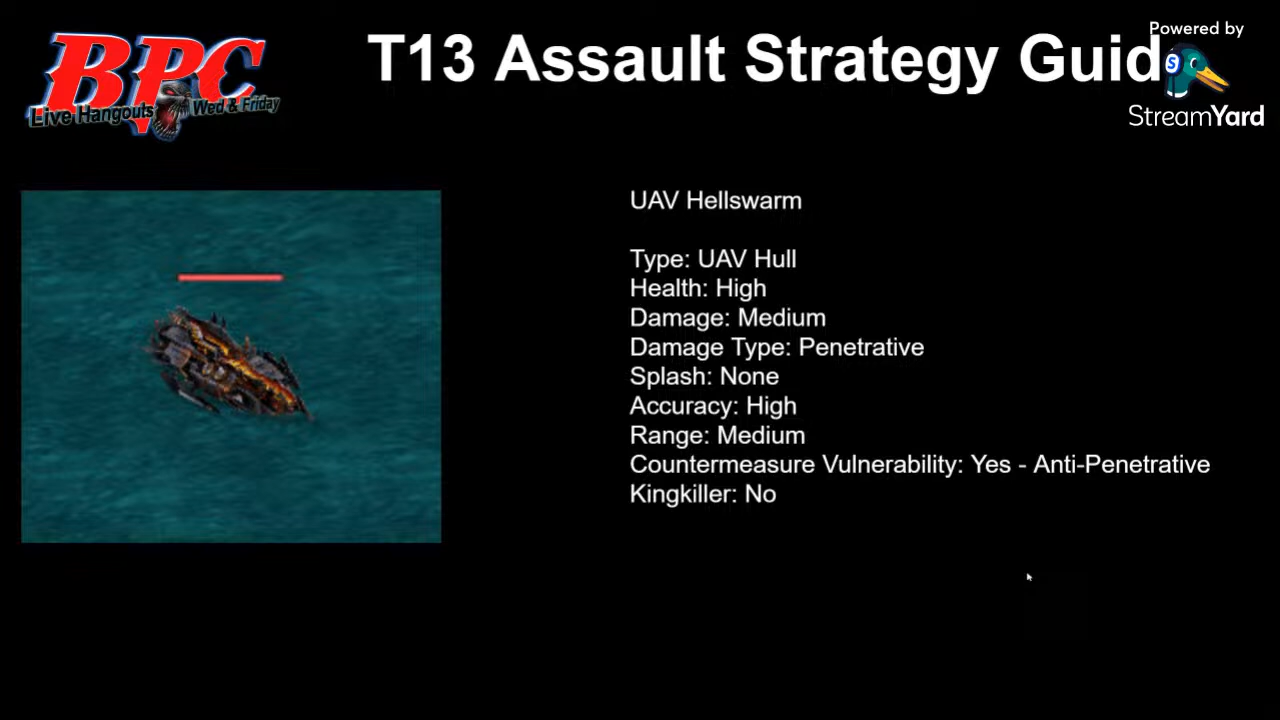 BPC
Live Hangouts Wed & Friday
T13 Assault Strategy Guid
Powered by
S
StreamYard
UAV Hellswarm
Type: UAV Hull
Health: High
Damage: Medium
Damage Type: Penetrative
Splash: None
Accuracy: High
Range: Medium
Countermeasure Vulnerability: Yes - Anti-Penetrative
Kingkiller: No